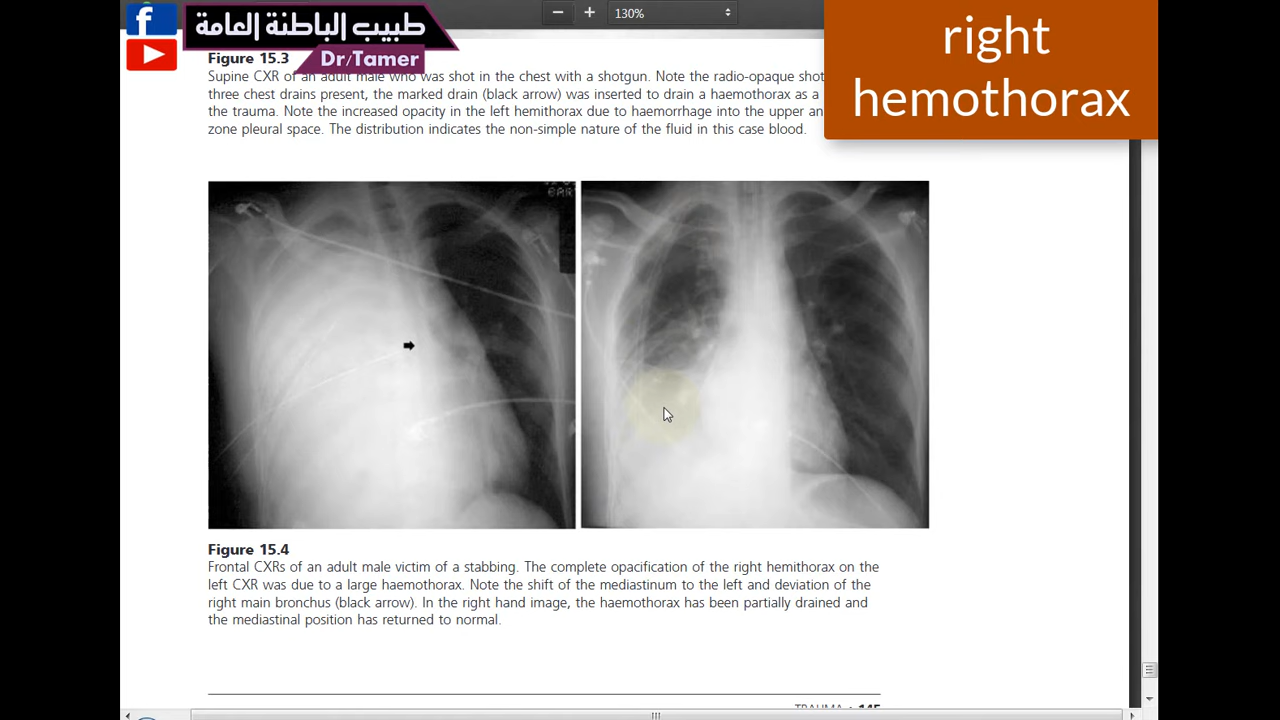 طبيب الباطنة العامة
Dr/Tamer
130%
right
hemothorax
Figure 15.3
Supine CXR of an adult male who was shot in the chest with a shotgun. Note the radio-opaque shot
three chest drains present, the marked drain (black arrow) was inserted to drain a haemothorax as a
the trauma. Note the increased opacity in the left hemithorax due to haemorrhage into the upper an
zone pleural space. The distribution indicates the non-simple nature of the fluid in this case blood.
Figure 15.4
Frontal CXRs of an adult male victim of a stabbing. The complete opacification of the right hemithorax on the
left CXR was due to a large haemothorax. Note the shift of the mediastinum to the left and deviation of the
right main bronchus (black arrow). In the right hand image, the haemothorax has been partially drained and
the mediastinal position has returned to normal.